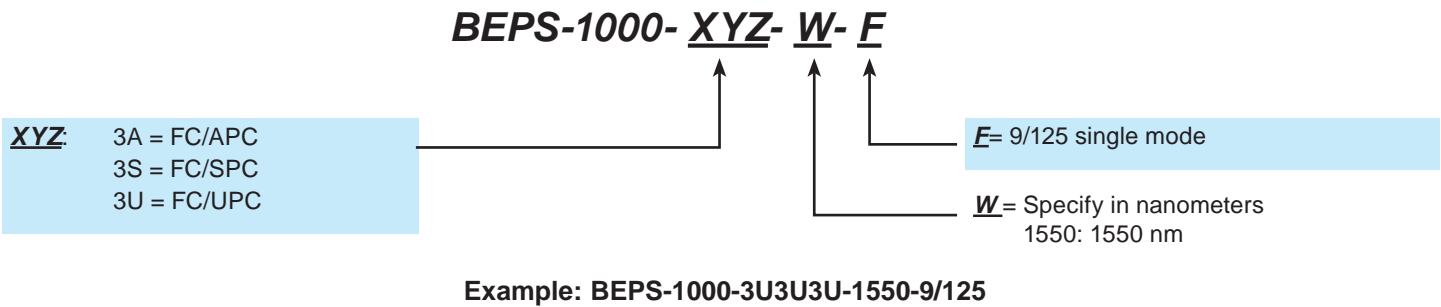 BEPS-1000- XYZ- W- F
XYZ: 3A = FC/APC
3S = FC/SPC
3U = FC/UPC
F= 9/125 single mode
W = Specify in nanometers
1550: 1550 nm
Example: BEPS-1000-3U3U3U-1550-9/125